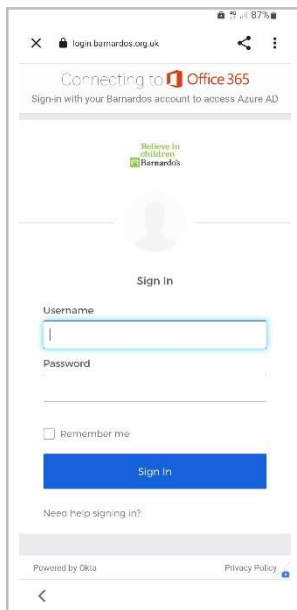 87%
login.barnardos.org.uk
Connecting to Office 365
Sign-in with your Barnardos account to access Azure AD
Believe in
children
Barnardo's
Sign In
Username
Password
Remember me
Sign In
Need help signing in?
Powered by Okta
Privacy Policy